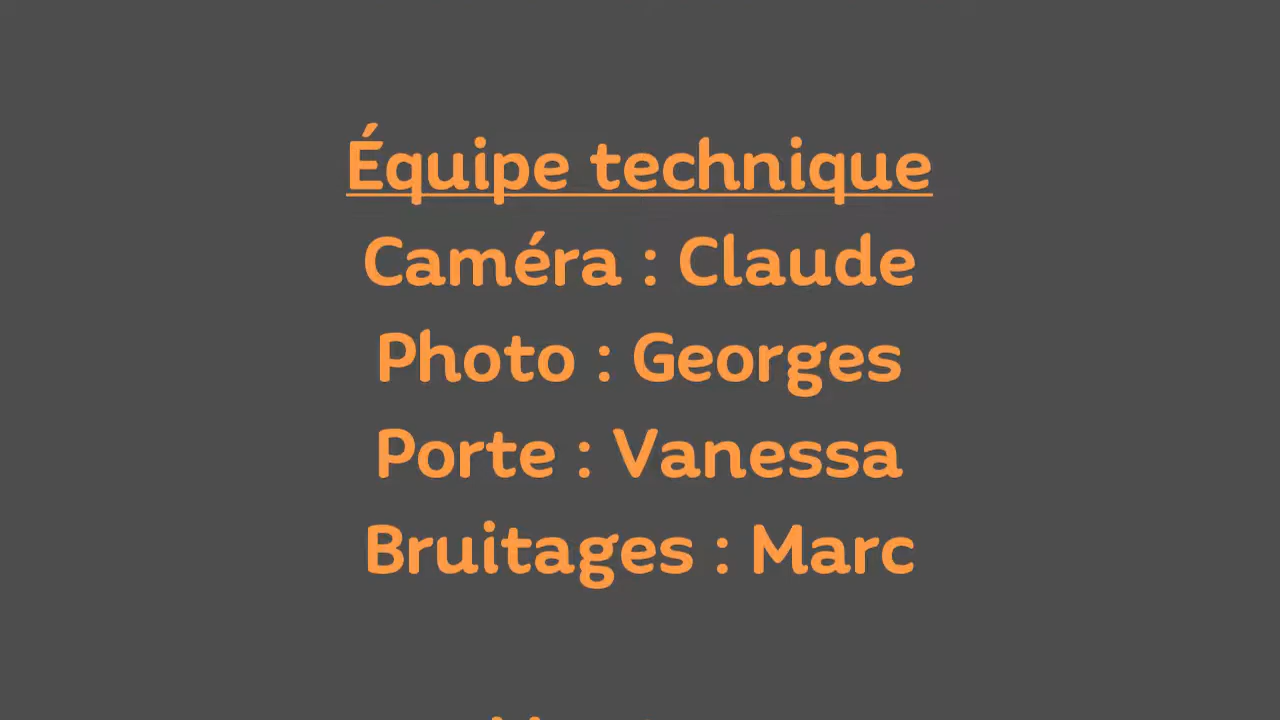 Équipe technique
Caméra : Claude
Photo : Georges
Porte : Vanessa
Bruitages : Marc